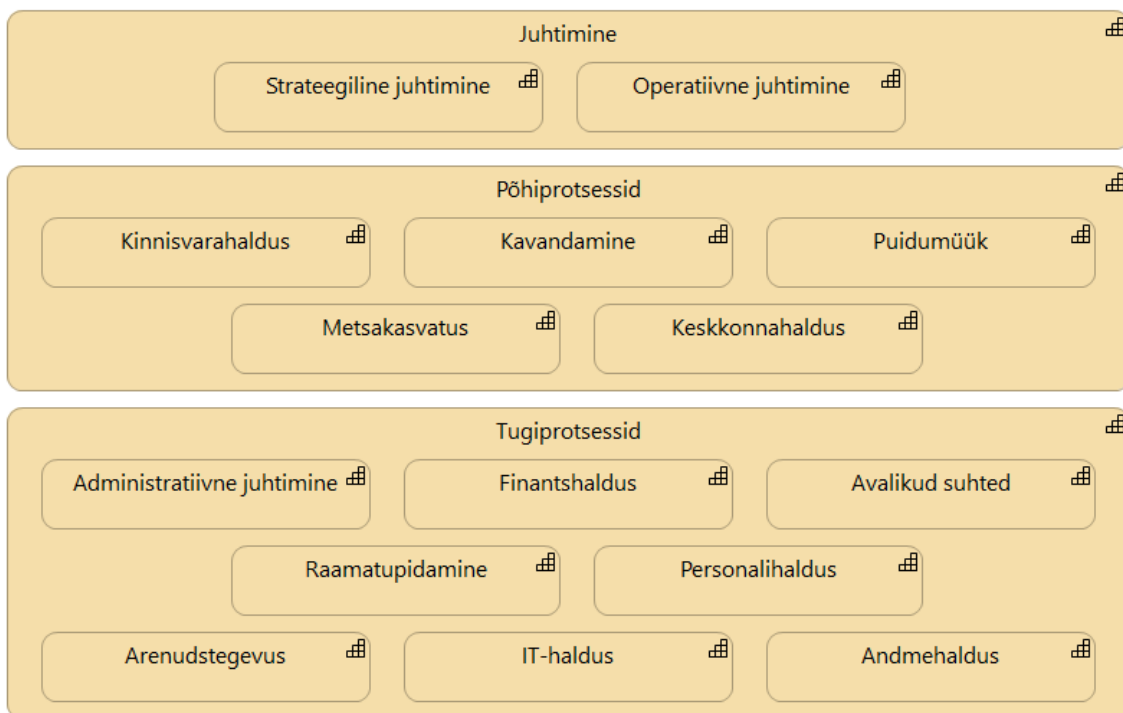 Juhtimine
Strateegiline juhtimine
Operatiivne juhtimine
Põhiprotsessid
Kinnisvarahaldus
Kavandamine
Puidumüük
Metsakasvatus
Keskkonnahaldus
Tugiprotsessid
Administratiivne juhtimine
Finantshaldus
Avalikud suhted
Raamatupidamine
Personalihaldus
Arenudstegevus
IT-haldus
Andmehaldus